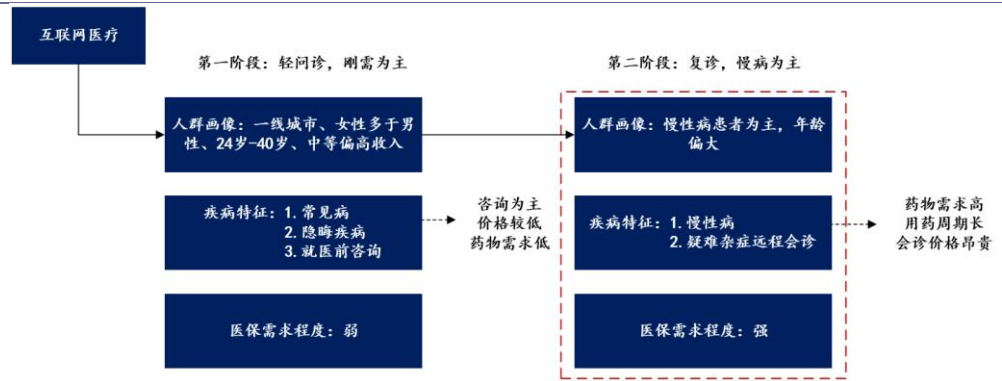 互联网医疗
第一阶段：轻问诊，刚需为主
第二阶段：复诊，慢病为主
人群画像：一线城市、女性多于男
性、24岁-40岁、中等偏高收入
人群画像：慢性病患者为主，年龄
偏大
疾病特征：1.常见病
2.隐晦疾病
3.就医前咨询
咨询为主
价格较低
药物需求低
疾病特征：1.慢性病
2.疑难杂症远程会诊
药物需求高
用药周期长
会诊价格昂贵
医保需求程度：弱
医保需求程度：强